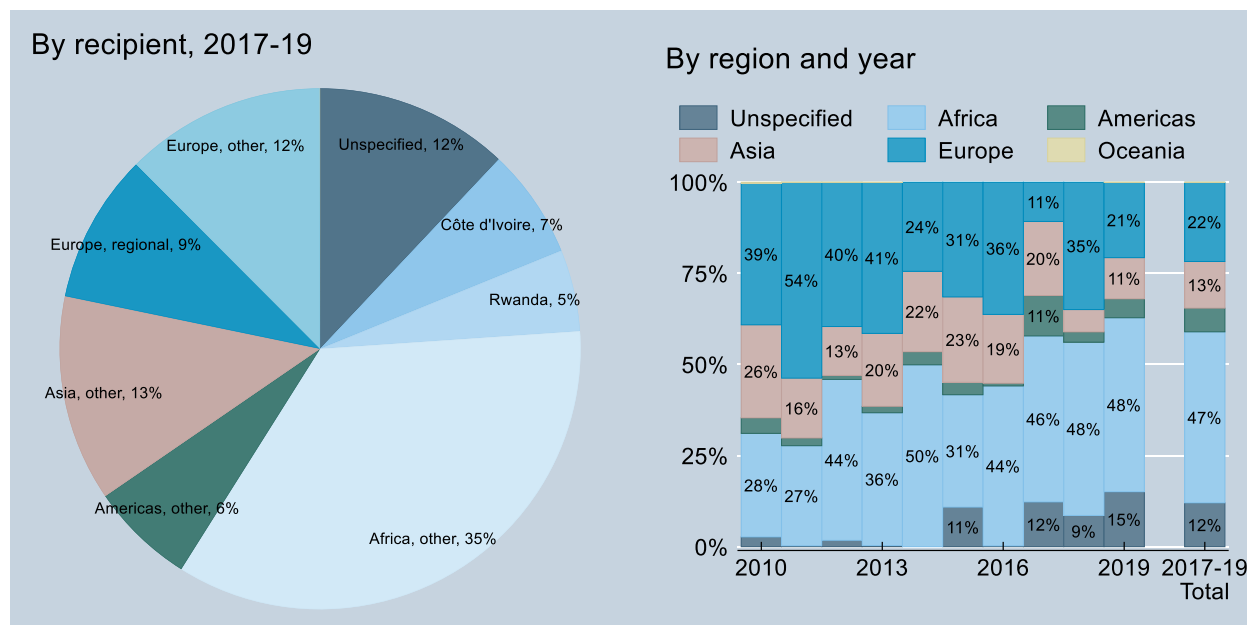 By recipient, 2017-19
Europe, other, 12%
Unspecified, 12%
Côte d'Ivoire, 7%
Europe, regional, 9%
Rwanda, 5%
Asia, other, 13%
Americas, other, 6%
Africa, other, 35%
By region and year
Unspecified Africa Americas
Asia Europe Oceania
100%
75%
50%
25%
0%
39% 26% 28%
54% 16% 27%
40% 13% 44%
41% 20% 36%
24% 22% 50%
31% 23% 31% 11%
36% 19% 44%
11% 20% 11% 46% 12%
35% 48% 9%
21% 11% 48% 15%
22% 13% 47% 12%
2010 2013 2016 2019 2017-19
Total